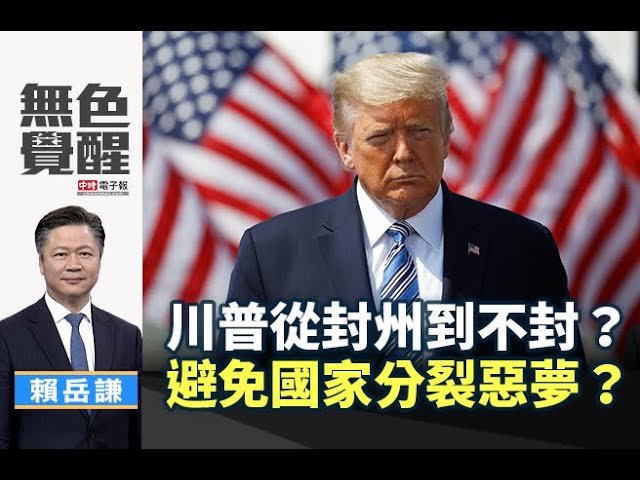 無色
覺醒
中時電子報
賴岳謙
川普從封州到不封？
避免國家分裂惡夢？